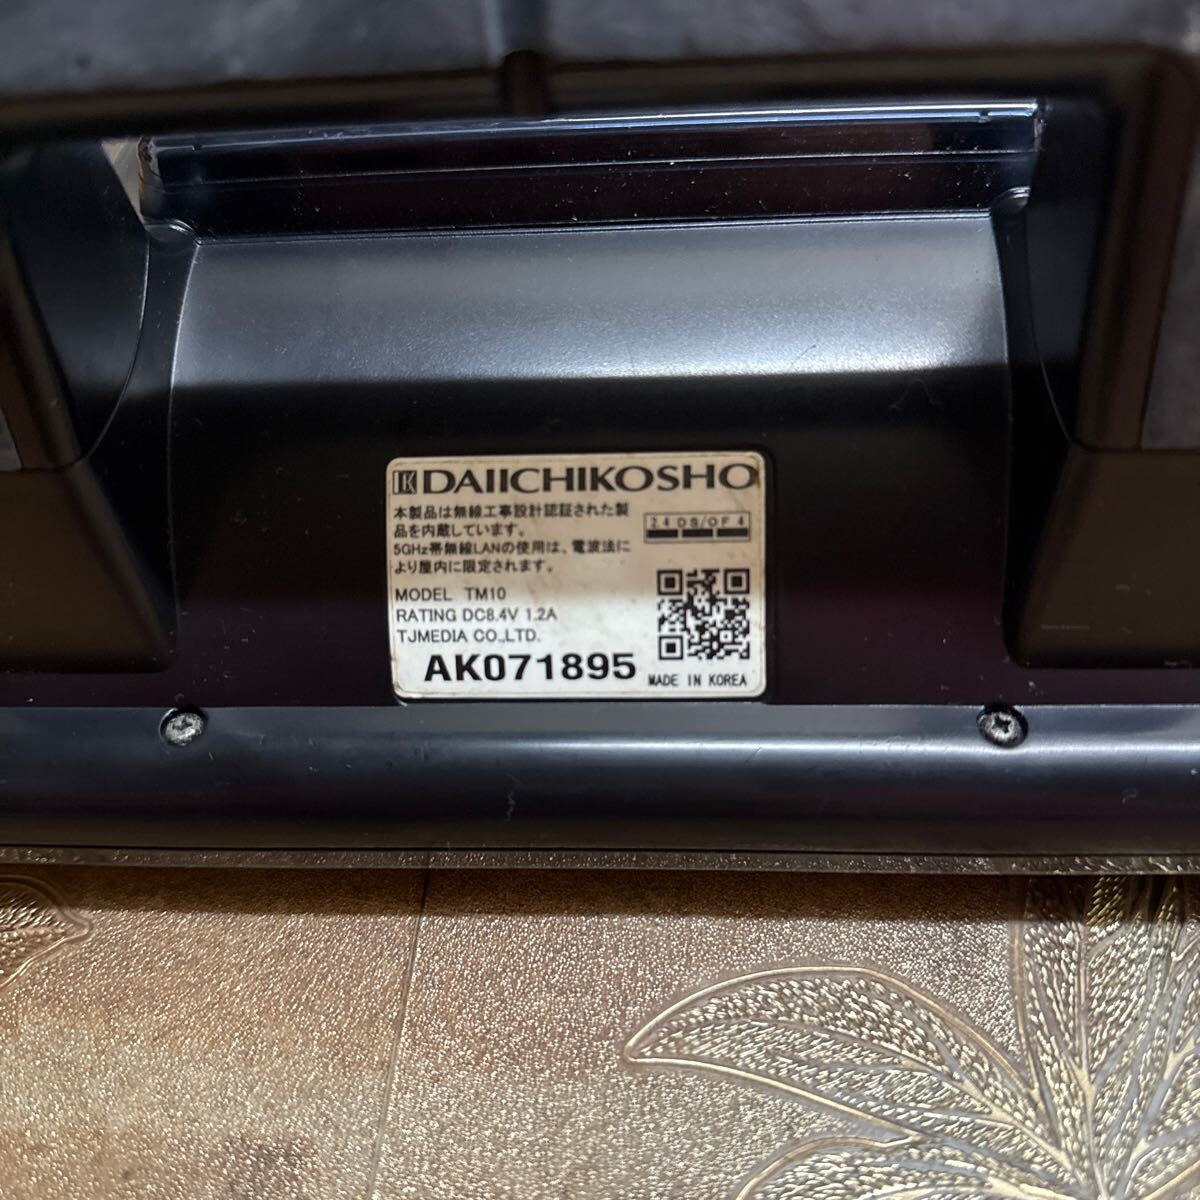 DK DAIICHIKOSHO
本製品は無線工事設計認証された製
品を内蔵しています。
5GHz帯無線LANの使用は、電波法に
より屋内に限定されます。
2.4 DS/OF 4
MODEL TM10
RATING DC8.4V 1.2A
TJMEDIA CO.,LTD.
AK071895
MADE IN KOREA